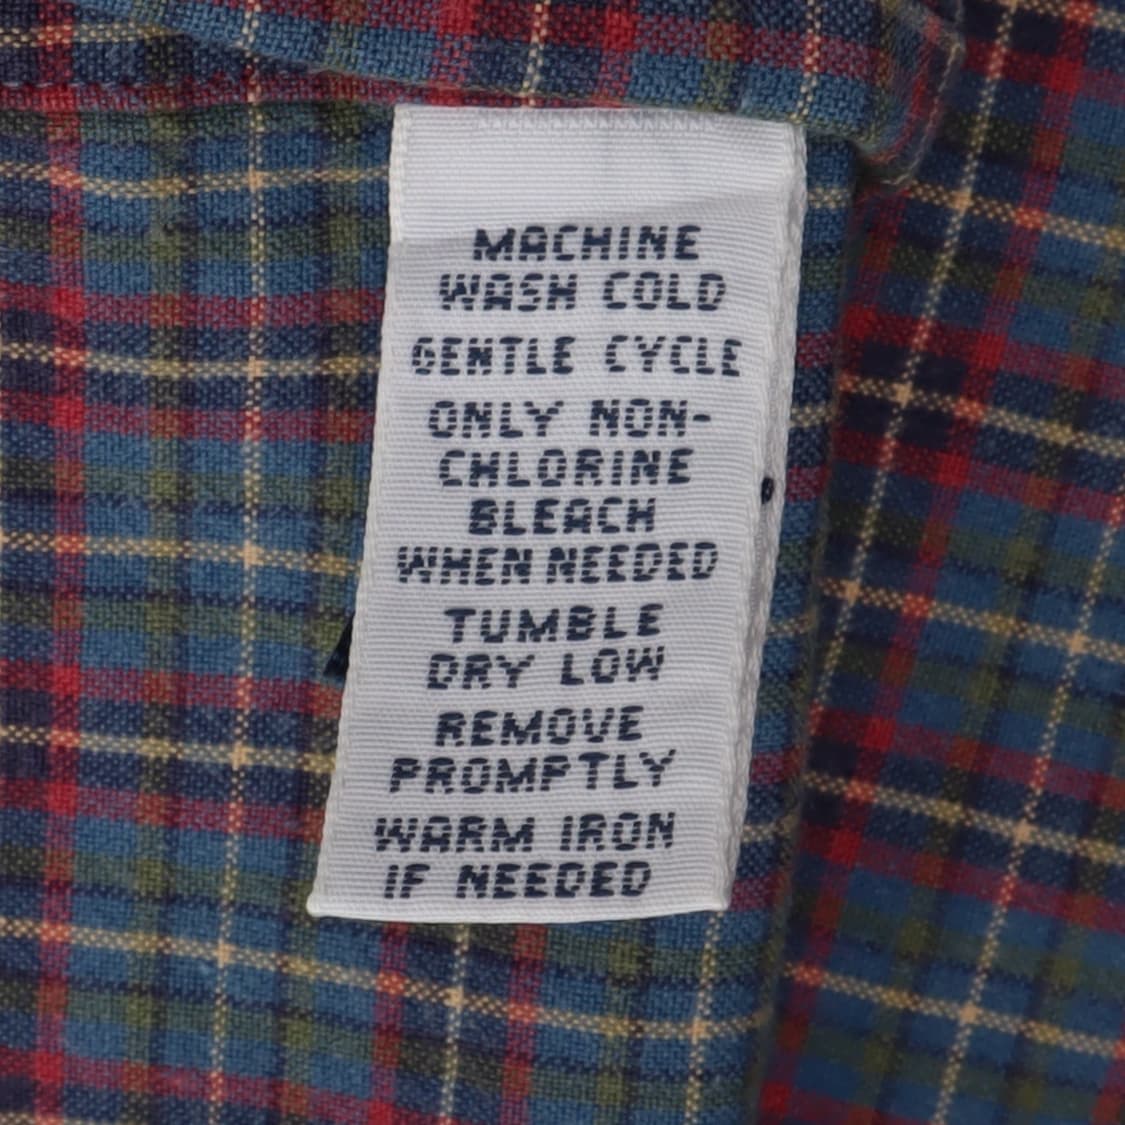 MACHINE
WASH COLD
GENTLE CYCLE
ONLY NON-
CHLORINE
BLEACH
WHEN NEEDED
TUMBLE
DRY LOW
REMOVE
PROMPTLY
WARM IRON
IF NEEDED